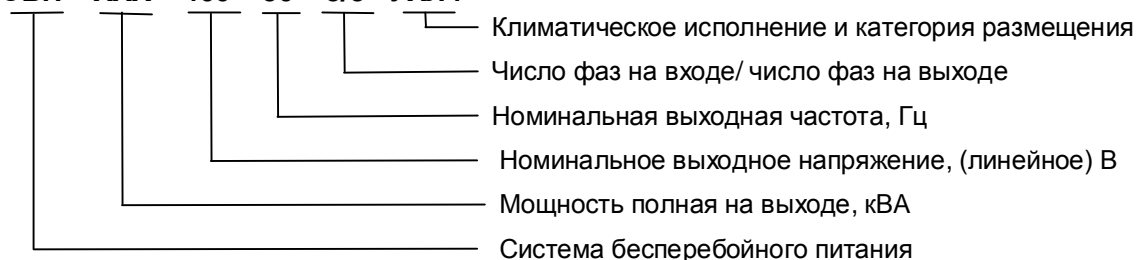 Климатическое исполнение и категория размещения
Число фаз на входе/ число фаз на выходе
Номинальная выходная частота, Гц
Номинальное выходное напряжение, (линейное) В
Мощность полная на выходе, кВА
Система бесперебойного питания